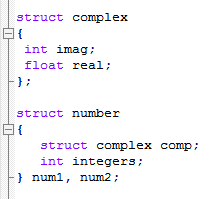 struct complex
{
int imag;
float real;
};
struct number
{
struct complex comp;
int integers;
} num1, num2;